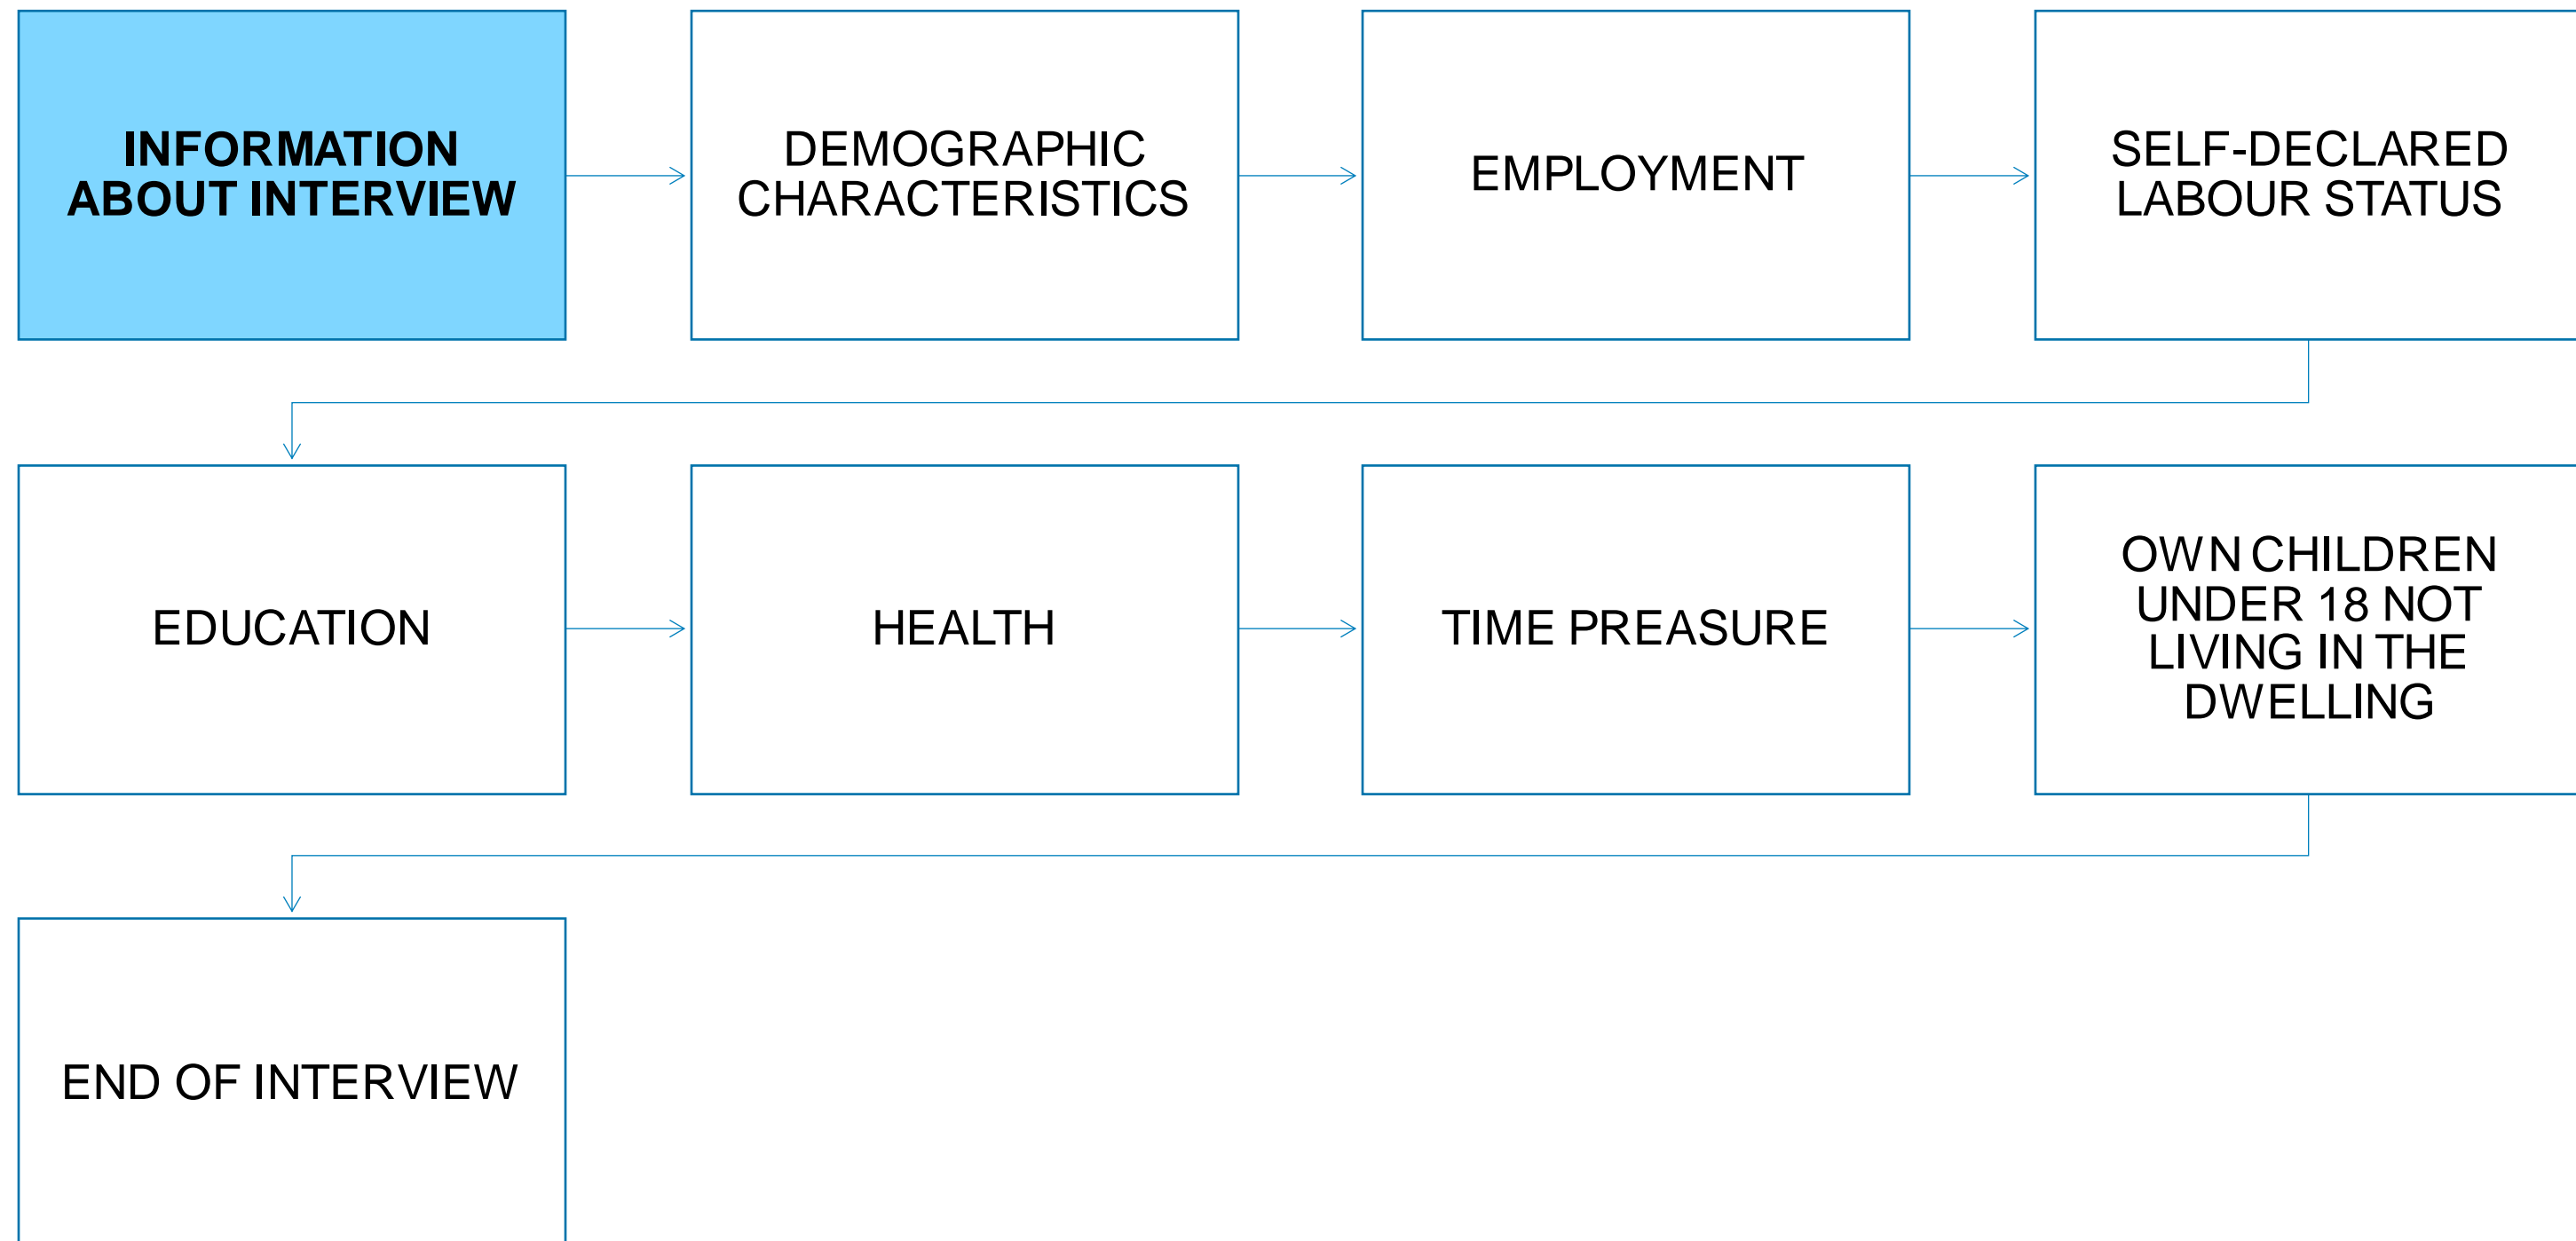 INFORMATION
ABOUT INTERVIEW
DEMOGRAPHIC
CHARACTERISTICS
EMPLOYMENT
SELF-DECLARED
LABOUR STATUS
EDUCATION
HEALTH
TIME PREASURE
OWN CHILDREN
UNDER 18 NOT
LIVING IN THE
DWELLING
END OF INTERVIEW